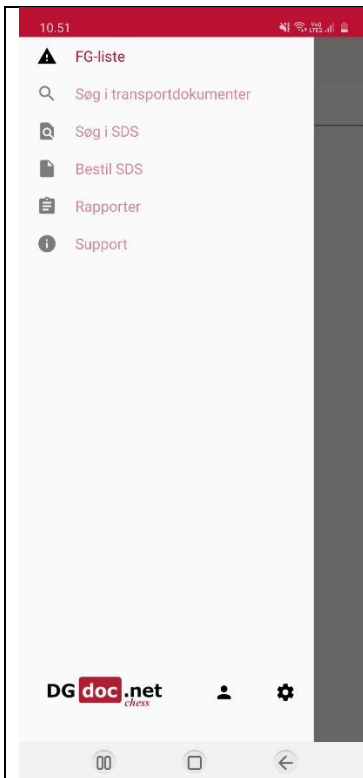 10.51
FG-liste
Søg i transportdokumenter
Søg i SDS
Bestil SDS
Rapporter
Support
DG doc .net
chess